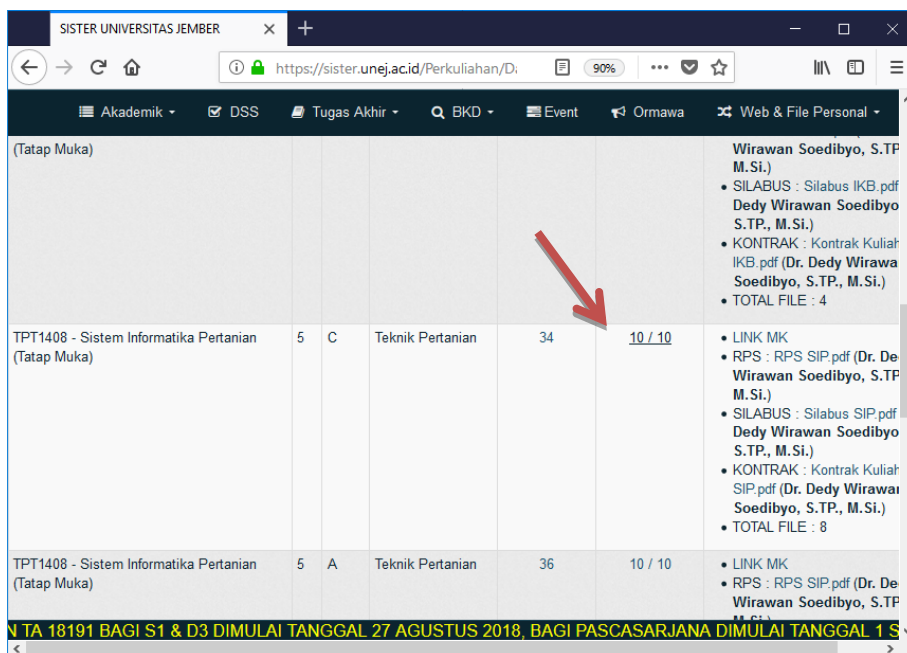 SISTER UNIVERSITAS JEMBER
https://sister.unej.ac.id/Perkuliahan/D
90%
Akademik DSS Tugas Akhir BKD Event Ormawa Web & File Personal
(Tatap Muka)
Wirawan Soedibyo, S.TP
M.Si.)
SILABUS : Silabus IKB.pdf
Dedy Wirawan Soedibyo
S.TP., M.Si.)
KONTRAK : Kontrak Kuliah
IKB.pdf (Dr. Dedy Wirawa
Soedibyo, S.TP., M.Si.)
TOTAL FILE : 4
TPT1408 - Sistem Informatika Pertanian 5 C Teknik Pertanian 34 10 / 10
(Tatap Muka)
LINK MK
RPS : RPS SIP.pdf (Dr. De
Wirawan Soedibyo, S.TP
M.Si.)
SILABUS : Silabus SIP.pdf
Dedy Wirawan Soedibyo
S.TP., M.Si.)
KONTRAK : Kontrak Kuliah
SIP.pdf (Dr. Dedy Wirawan
Soedibyo, S.TP., M.Si.)
TOTAL FILE : 8
TPT1408 - Sistem Informatika Pertanian 5 A Teknik Pertanian 36 10 / 10
(Tatap Muka)
LINK MK
RPS : RPS SIP.pdf (Dr. De
Wirawan Soedibyo, S.TP
N TA 18191 BAGI S1 & D3 DIMULAI TANGGAL 27 AGUSTUS 2018, BAGI PASCASARJANA DIMULAI TANGGAL 1 S